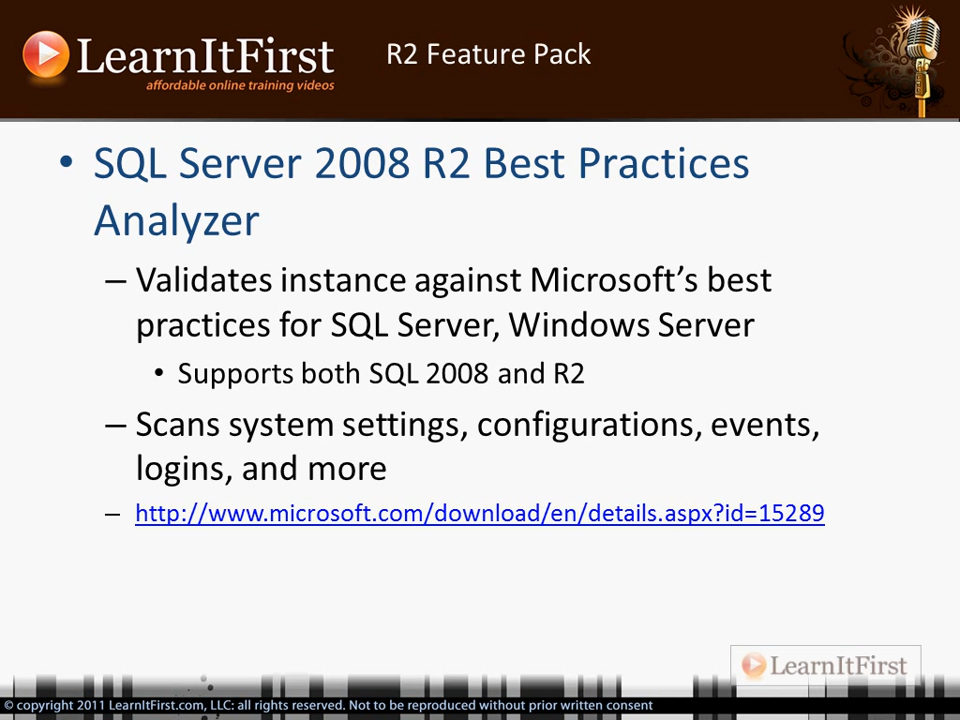 LearnItFirst
affordable online training videos
R2 Feature Pack
• SQL Server 2008 R2 Best Practices
Analyzer
– Validates instance against Microsoft’s best
practices for SQL Server, Windows Server
• Supports both SQL 2008 and R2
– Scans system settings, configurations, events,
logins, and more
– http://www.microsoft.com/download/en/details.aspx?id=15289
LearnItFirst
© copyright 2011 LearnItFirst.com, LLC: all rights reserved. Not to be reproduced without prior written consent